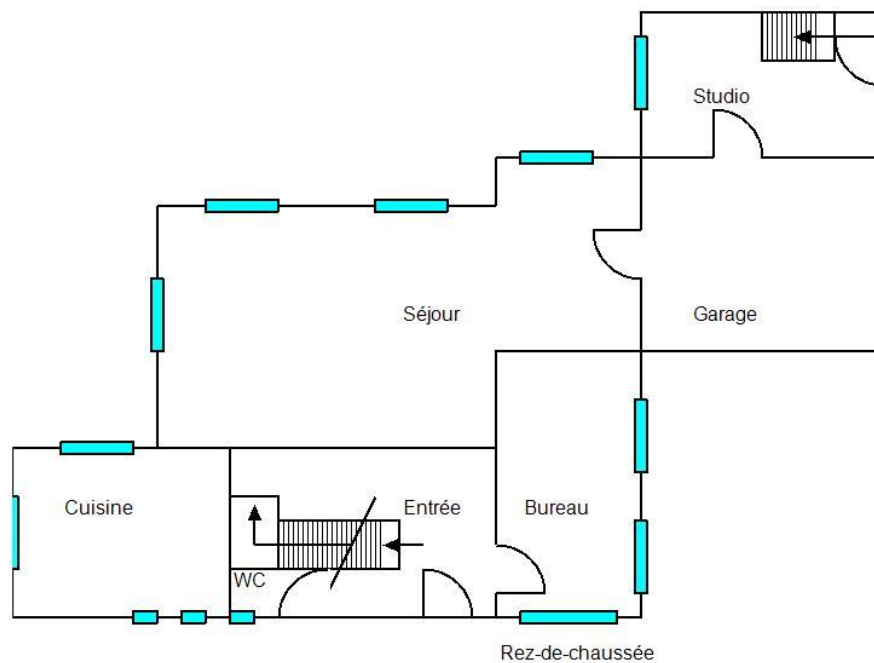 Studio
Séjour
Garage
Cuisine
Entrée
Bureau
WC
Rez-de-chaussée